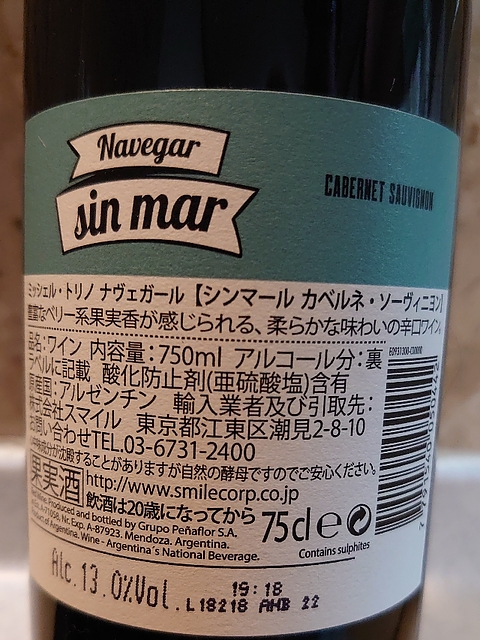 Navegar
sin mar
CABERNET SAUVIGNON
ミッシェル・トリノ ナヴェガール【シンマール カベルネ・ソーヴィニヨン】
豊富なベリー系果実香が感じられる、柔らかな味わいの辛口ワイン。
品名:ワイン 内容量:750ml アルコール分:裏
ラベルに記載 酸化防止剤(亜硫酸塩)含有
原産国:アルゼンチン 輸入業者及び引取先:
株式会社スマイル 東京都江東区潮見2-8-10
お問い合わせTEL.03-6731-2400
が沈殿することがありますが自然の酵母ですのでご安心ください。
果実酒 http://www.smilecorp.co.jp
飲酒は20歳になってから 75cl e
Produced and bottled by Grupo Peñaflor S.A.
Nr. Exp. A-87923. Mendoza. Argentina.
Product of Argentina. Wine - Argentina's National Beverage.
Contains sulphites
Alc.13.0%Vol.
19:18
L18218 AHB 22